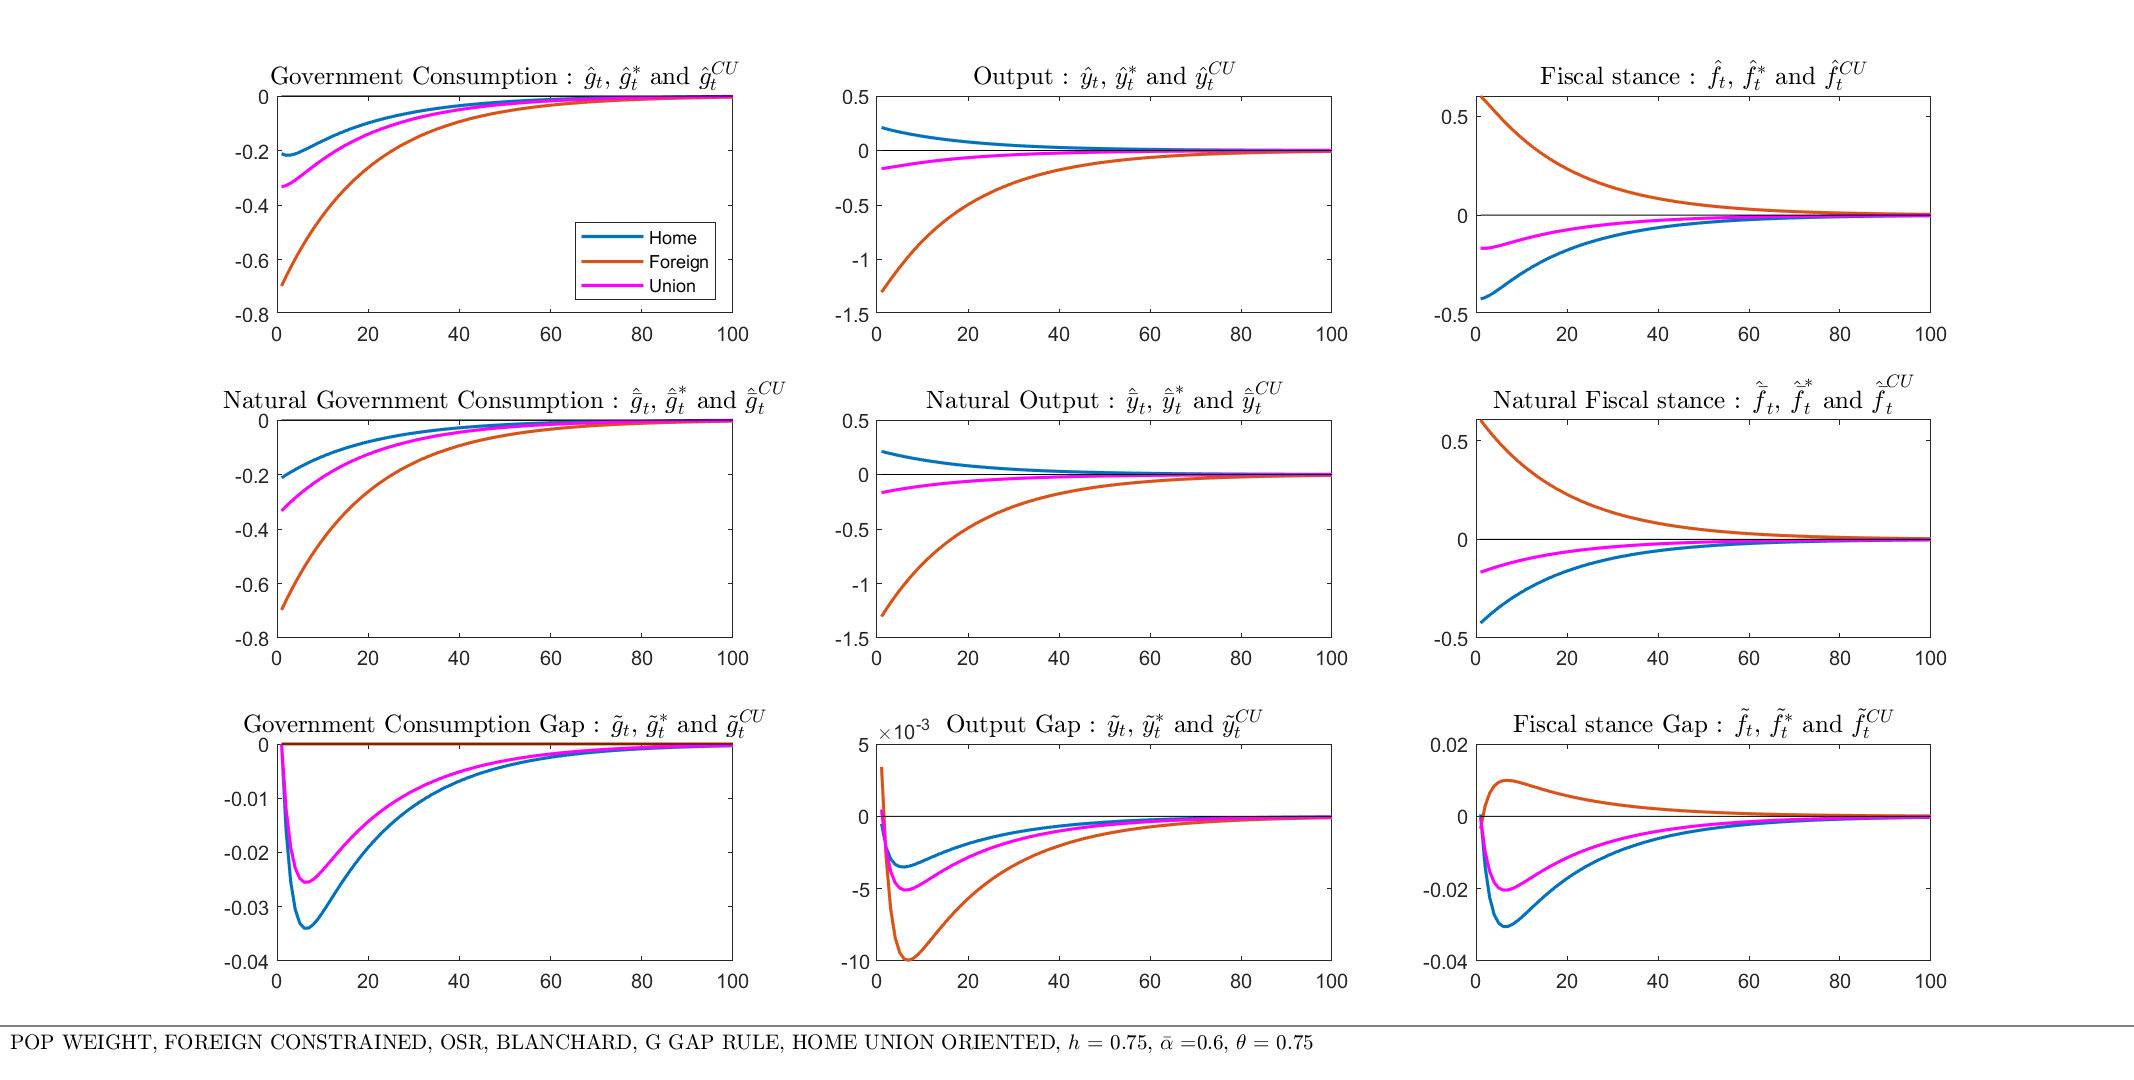 Government Consumption : ĝₜ, ĝₜ* and ĝₜᶜᵁ
Output : ŷₜ, ŷₜ* and ŷₜᶜᵁ
Fiscal stance : f̂ₜ, f̂ₜ* and f̂ₜᶜᵁ
0
-0.2
-0.4
-0.6
-0.8
0 20 40 60 80 100
Home
Foreign
Union
0.5
0
-0.5
-1
-1.5
0 20 40 60 80 100
0.5
0
-0.5
0 20 40 60 80 100
Natural Government Consumption : ḡ̂ₜ, ḡ̂ₜ* and ḡ̂ₜᶜᵁ
Natural Output : ȳ̂ₜ, ȳ̂ₜ* and ȳ̂ₜᶜᵁ
Natural Fiscal stance : f̄̂ₜ, f̄̂ₜ* and f̄̂ₜᶜᵁ
0
-0.2
-0.4
-0.6
-0.8
0 20 40 60 80 100
0.5
0
-0.5
-1
-1.5
0 20 40 60 80 100
0.5
0
-0.5
0 20 40 60 80 100
Government Consumption Gap : g̃ₜ, g̃ₜ* and g̃ₜᶜᵁ
×10⁻³ Output Gap : ỹₜ, ỹₜ* and ỹₜᶜᵁ
Fiscal stance Gap : f̃ₜ, f̃ₜ* and f̃ₜᶜᵁ
0
-0.01
-0.02
-0.03
-0.04
0 20 40 60 80 100
5
0
-5
-10
0 20 40 60 80 100
0.02
0
-0.02
-0.04
0 20 40 60 80 100
POP WEIGHT, FOREIGN CONSTRAINED, OSR, BLANCHARD, G GAP RULE, HOME UNION ORIENTED, h = 0.75, ᾱ =0.6, θ = 0.75